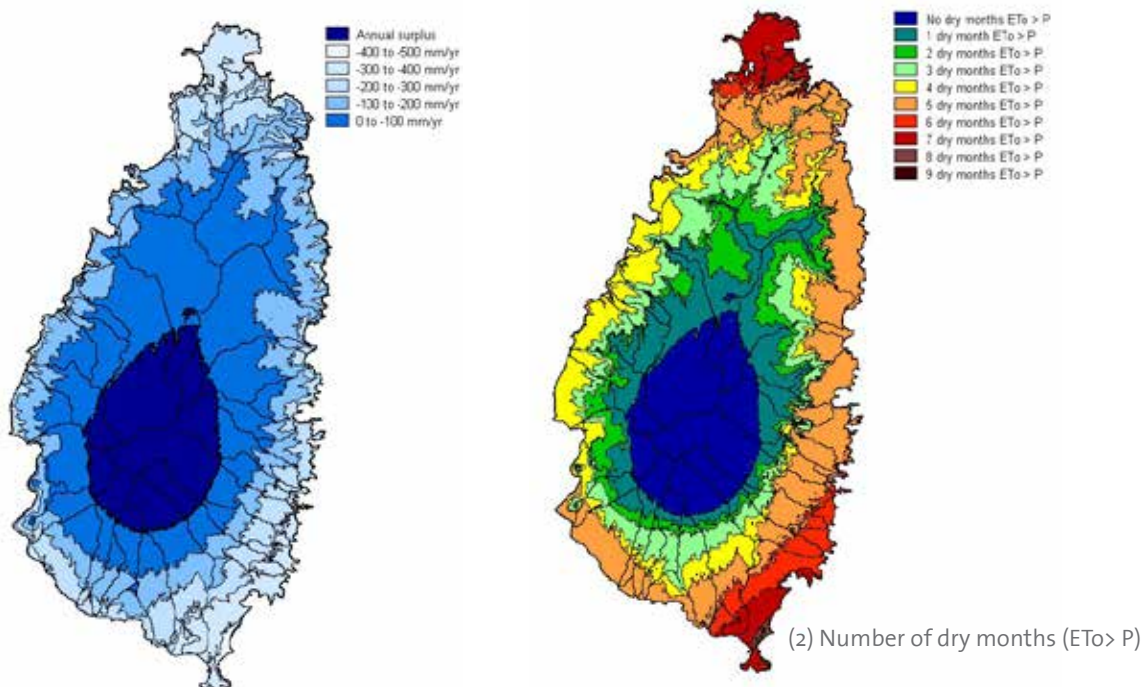 Annual surplus
-400 to -500 mm/yr
-300 to -400 mm/yr
-200 to -300 mm/yr
-100 to -200 mm/yr
0 to -100 mm/yr
No dry months ETo > P
1 dry month ETo > P
2 dry months ETo > P
3 dry months ETo > P
4 dry months ETo > P
5 dry months ETo > P
6 dry months ETo > P
7 dry months ETo > P
8 dry months ETo > P
9 dry months ETo > P
(2) Number of dry months (ETo> P)